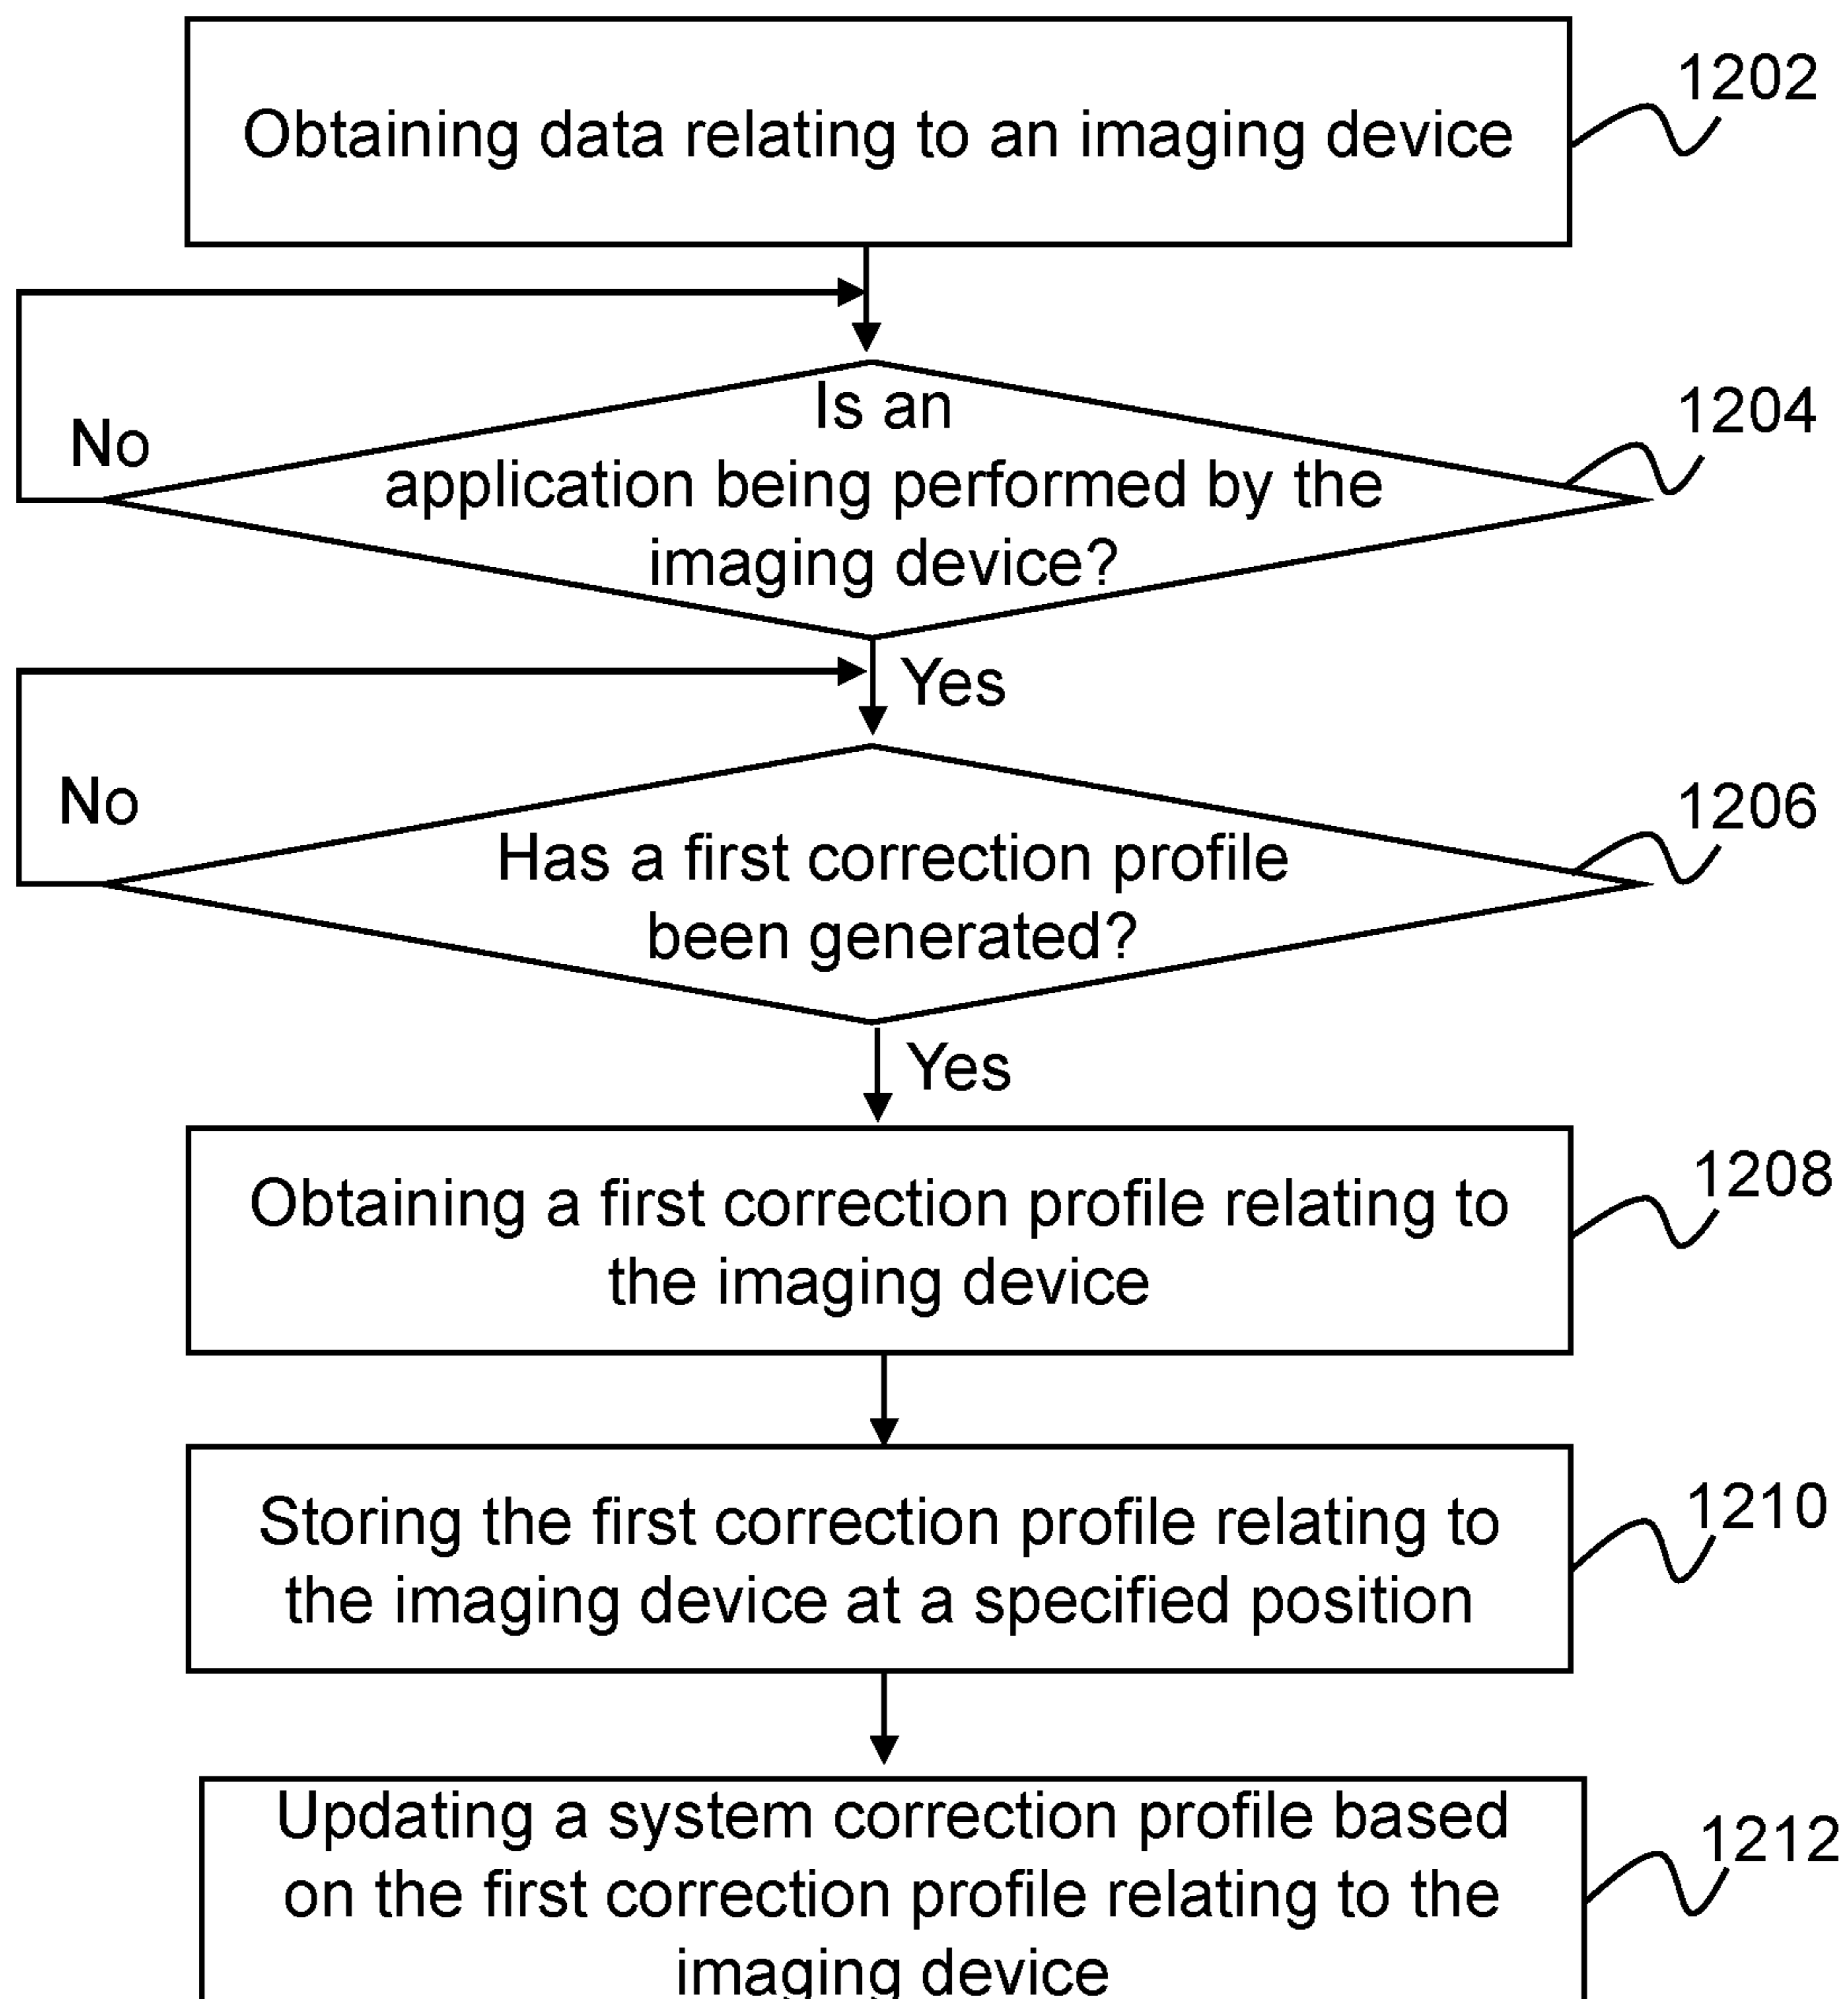 Obtaining data relating to an imaging device
1202
Is an
application being performed by the
imaging device?
1204
No
Yes
Has a first correction profile
been generated?
1206
No
Yes
Obtaining a first correction profile relating to
the imaging device
1208
Storing the first correction profile relating to
the imaging device at a specified position
1210
Updating a system correction profile based
on the first correction profile relating to the
imaging device
1212